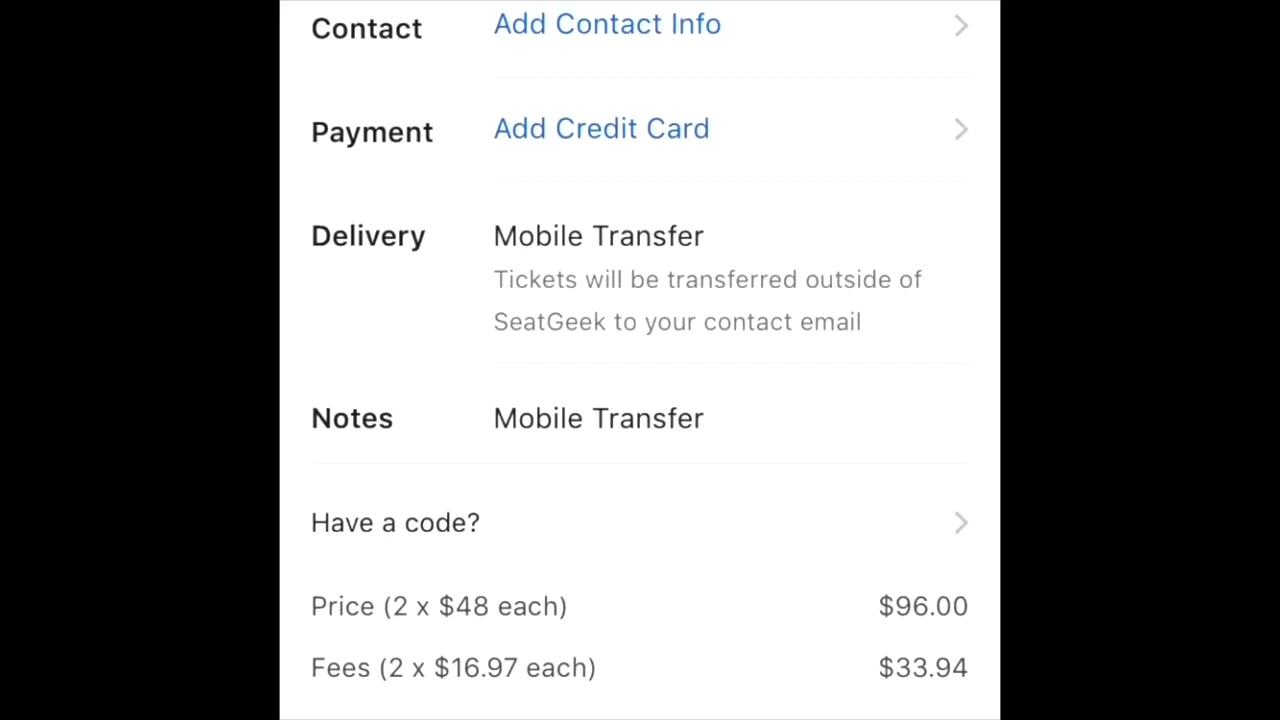 Contact Add Contact Info
Payment Add Credit Card
Delivery Mobile Transfer
Tickets will be transferred outside of
SeatGeek to your contact email
Notes Mobile Transfer
Have a code?
Price (2 x $48 each) $96.00
Fees (2 x $16.97 each) $33.94